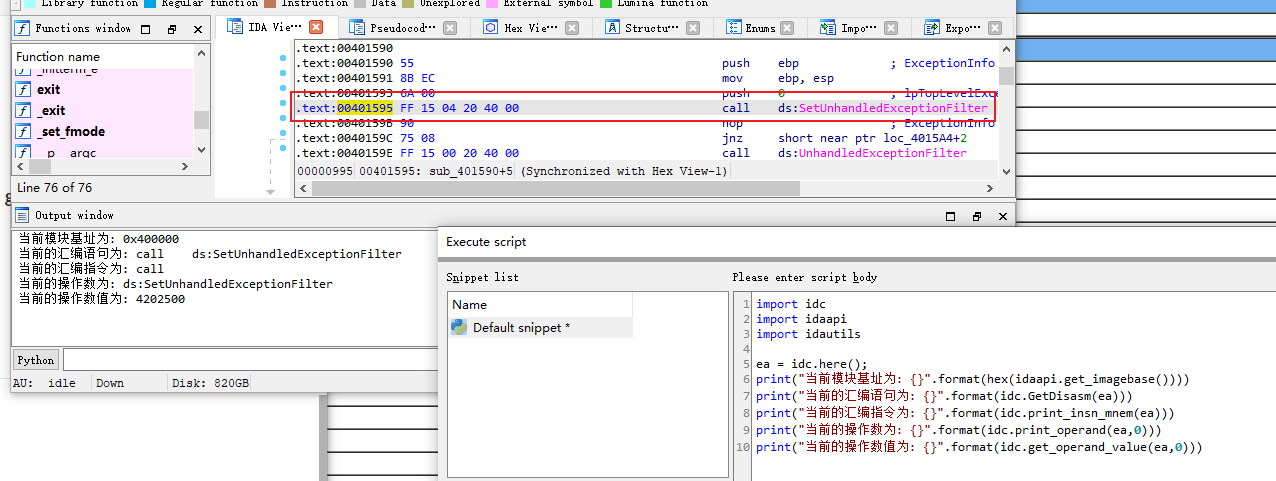 Library function Regular function Instruction Data Unexplored External symbol Lumina function
Functions window
IDA Vie···
Pseudocod···
Hex Vie···
Structu···
Enums
Impo···
Expo···
Function name
_initterm_e
exit
_exit
_set_fmode
__p___argc
Line 76 of 76
.text:00401590
.text:00401590 55 push ebp ; ExceptionInfo
.text:00401591 8B EC mov ebp, esp
.text:00401593 6A 00 push 0 ; lpTopLevelExce
.text:00401595 FF 15 04 20 40 00 call ds:SetUnhandledExceptionFilter
.text:0040159B 90 nop ; ExceptionInfo
.text:0040159C 75 08 jnz short near ptr loc_4015A4+2
.text:0040159E FF 15 00 20 40 00 call ds:UnhandledExceptionFilter
00000995 00401595: sub_401590+5 (Synchronized with Hex View-1)
Output window
当前模块基址为: 0x400000
当前的汇编语句为: call ds:SetUnhandledExceptionFilter
当前的汇编指令为: call
当前的操作数为: ds:SetUnhandledExceptionFilter
当前的操作数值为: 4202500
Python
AU: idle Down Disk: 820GB
Execute script
Snippet list
Name
Default snippet *
Please enter script body
1 import idc
2 import idaapi
3 import idautils
4
5 ea = idc.here();
6 print("当前模块基址为: {}".format(hex(idaapi.get_imagebase())))
7 print("当前的汇编语句为: {}".format(idc.GetDisasm(ea)))
8 print("当前的汇编指令为: {}".format(idc.print_insn_mnem(ea)))
9 print("当前的操作数为: {}".format(idc.print_operand(ea,0)))
10 print("当前的操作数值为: {}".format(idc.get_operand_value(ea,0)))